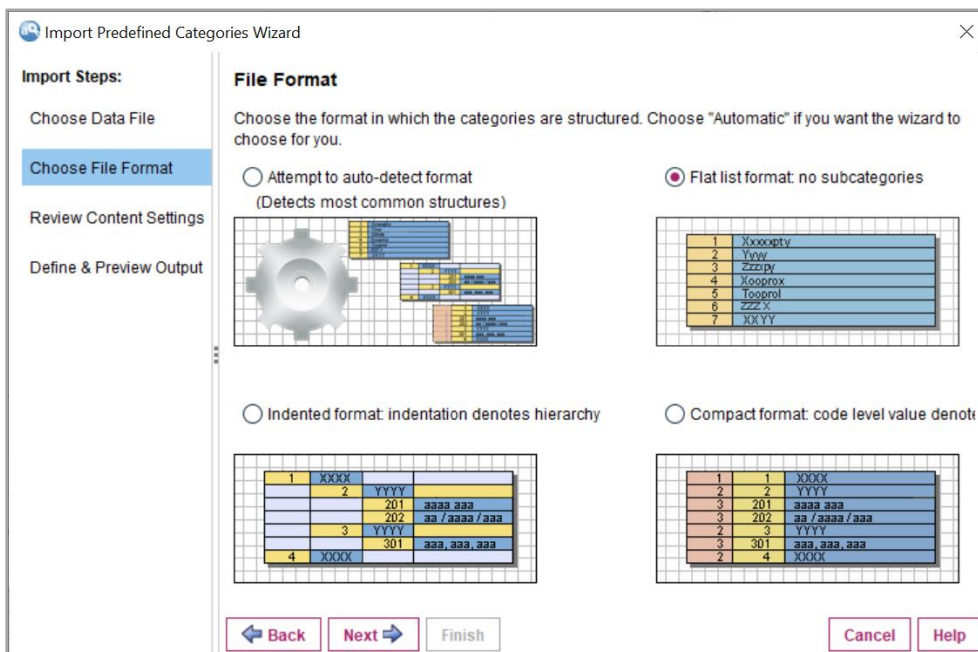 Import Predefined Categories Wizard
Import Steps:
Choose Data File
Choose File Format
Review Content Settings
Define & Preview Output
File Format
Choose the format in which the categories are structured. Choose "Automatic" if you want the wizard to
choose for you.
Attempt to auto-detect format
(Detects most common structures)
Flat list format: no subcategories
1 Xxxxxpty
2 Yyyy
3 Zzzxpy
4 Xooprox
5 Tooprol
6 ZZZ X
7 XXYY
Indented format: indentation denotes hierarchy
1 XXXX
2 YYYY
201 aaaa aaa
202 aa / aaaa / aaa
3 YYYY
301 aaa, aaa, aaa
4 XXXX
Compact format: code level value denote
1 1 XXXX
2 2 YYYY
3 201 aaaa aaa
3 202 aa / aaaa / aaa
2 3 YYYY
3 301 aaa, aaa, aaa
2 4 XXXX
Back Next Finish Cancel Help